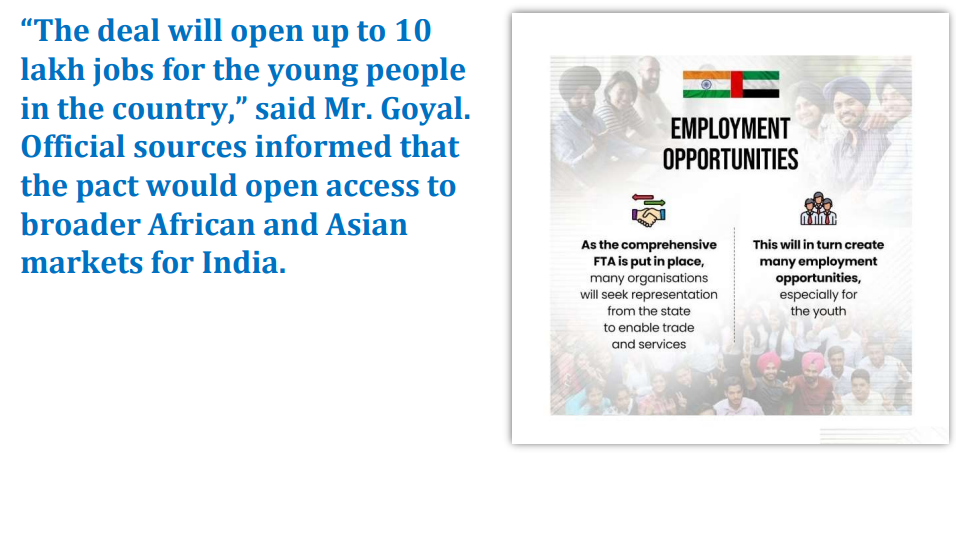 “The deal will open up to 10
lakh jobs for the young people
in the country,” said Mr. Goyal.
Official sources informed that
the pact would open access to
broader African and Asian
markets for India.
EMPLOYMENT
OPPORTUNITIES
As the comprehensive
FTA is put in place,
many organisations
will seek representation
from the state
to enable trade
and services
This will in turn create
many employment
opportunities,
especially for
the youth